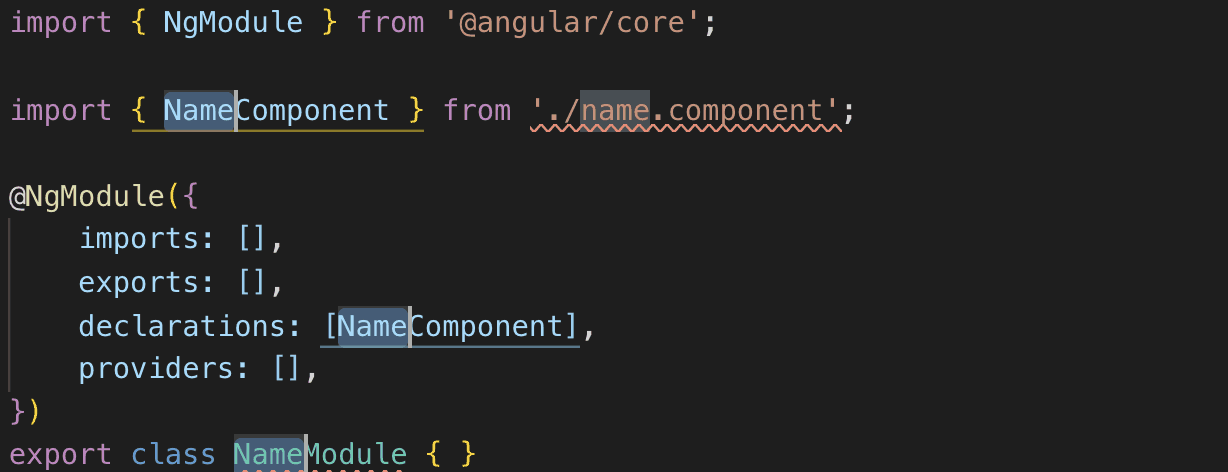 import { NgModule } from '@angular/core';
import { NameComponent } from './name.component';
@NgModule({
    imports: [],
    exports: [],
    declarations: [NameComponent],
    providers: [],
})
export class NameModule { }